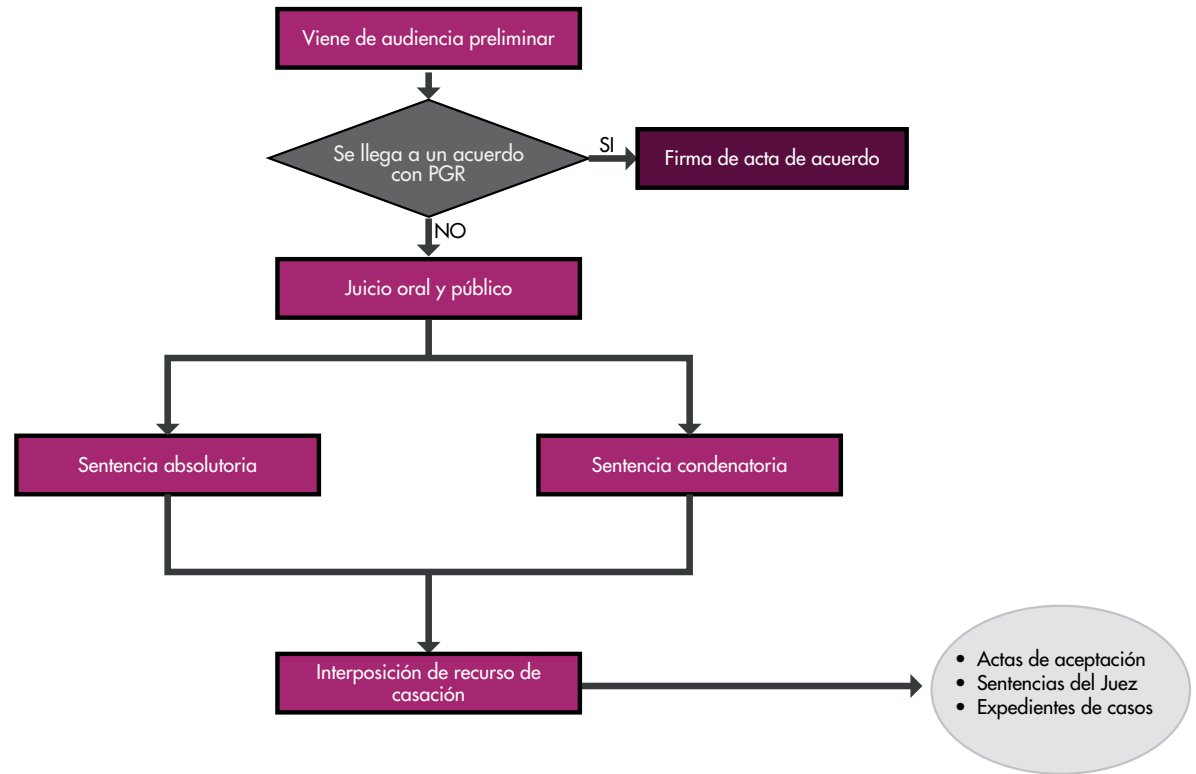 Viene de audiencia preliminar
Se llega a un acuerdo
con PGR
SI
Firma de acta de acuerdo
NO
Juicio oral y público
Sentencia absolutoria
Sentencia condenatoria
Interposición de recurso de
casación
• Actas de aceptación
• Sentencias del Juez
• Expedientes de casos